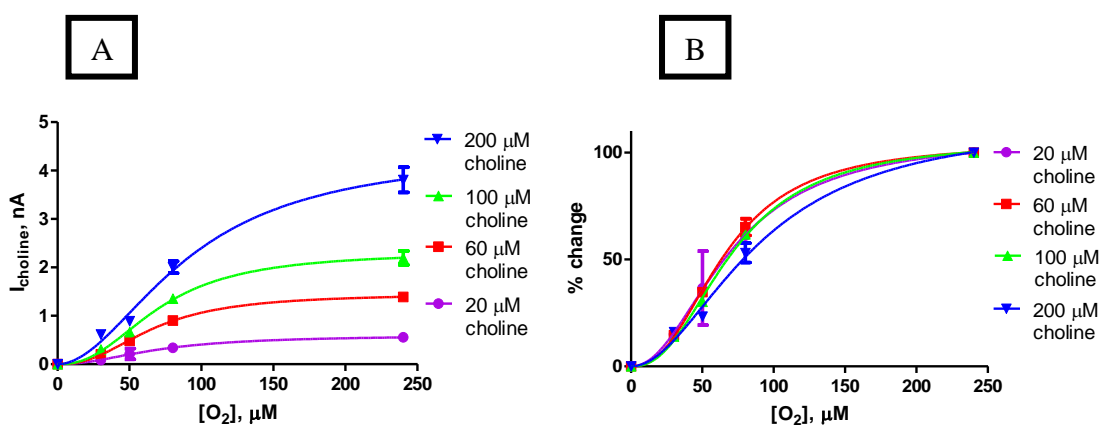 A
B
5
4
3
2
1
0
I_choline, nA
0
50
100
150
200
250
[O₂], μM
200 μM
choline
100 μM
choline
60 μM
choline
20 μM
choline
100
50
0
% change
0
50
100
150
200
250
[O₂], μM
20 μM
choline
60 μM
choline
100 μM
choline
200 μM
choline